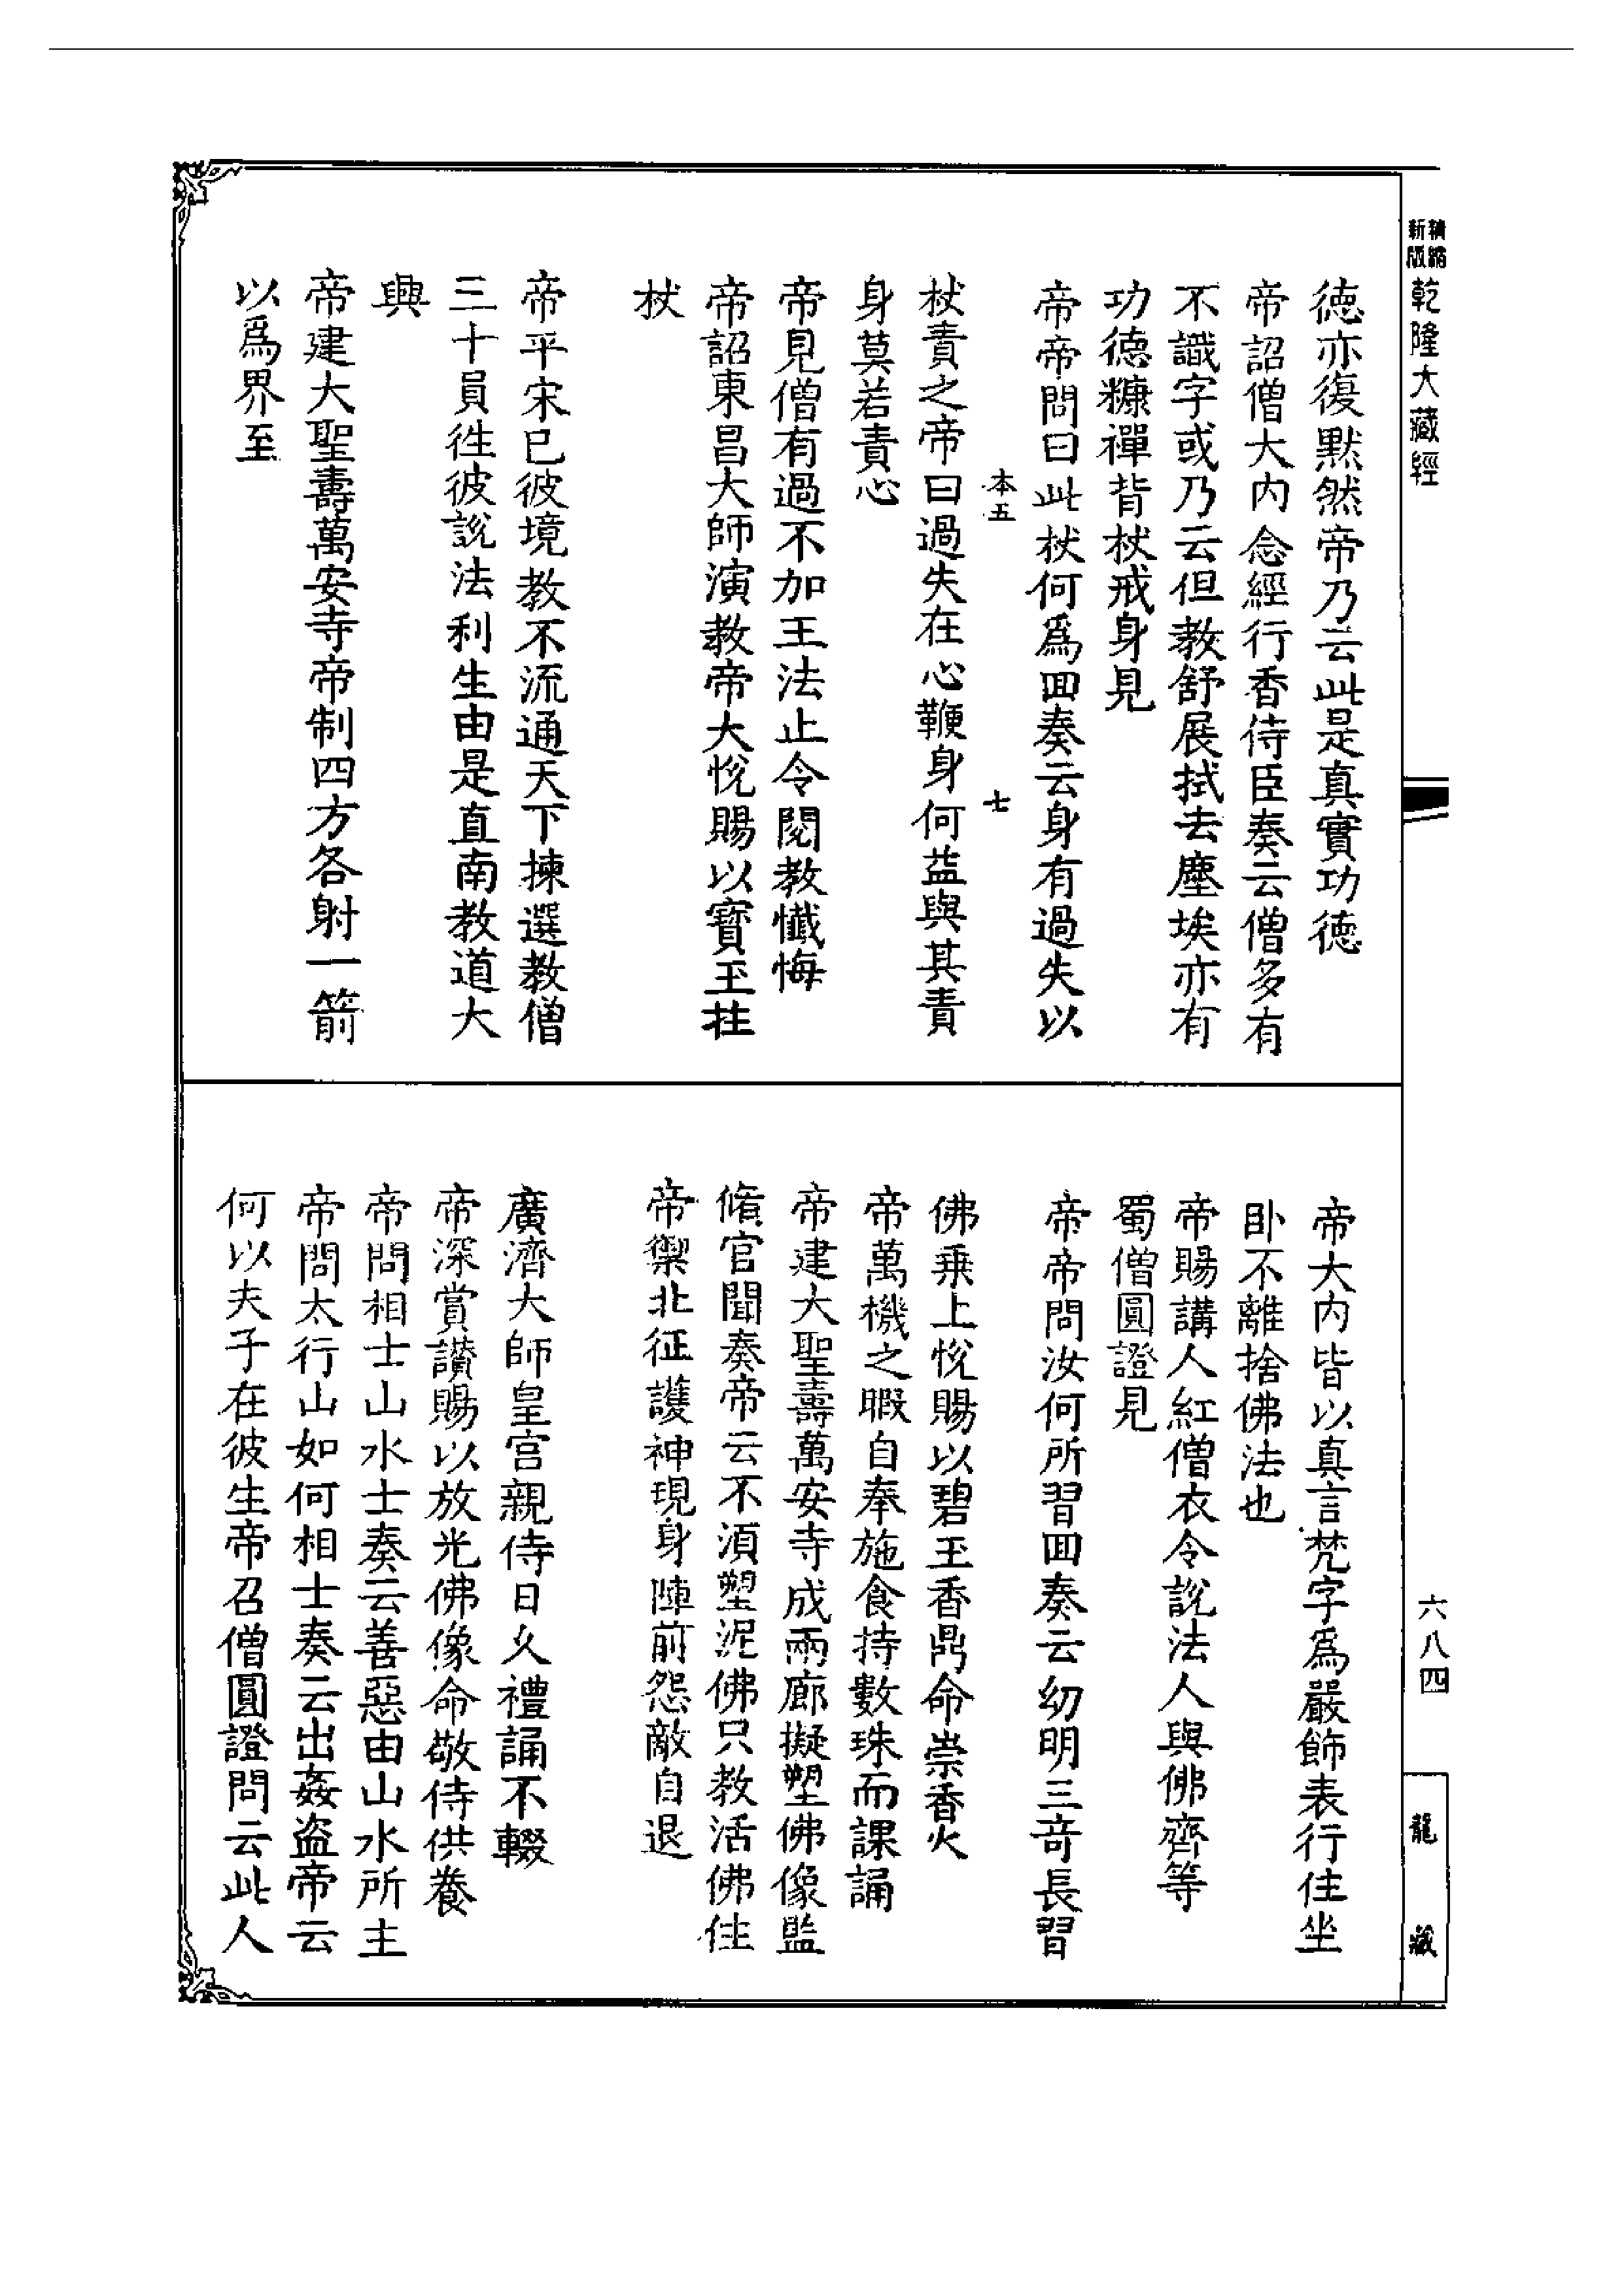 精縮
新版
乾隆大藏經
德亦復默然帝乃云此是真實功德
帝詔僧大内念經行香侍臣奏云僧多有
不識字或乃云但教舒展拭去塵埃亦有
功德糠禪背杖戒身見
帝帝問曰此杖何爲回奏云身有過失以
本五
七
杖責之帝曰過失在心鞭身何益與其責
身莫若責心
帝見僧有過不加王法止令閱教懺悔
帝詔東昌大師演教帝大悅賜以寶玉拄
杖
帝平宋已彼境教不流通天下揀選教僧
三十員徃彼說法利生由是直南教道大
興
帝建大聖壽萬安寺帝制四方各射一箭
以爲界至
帝大内皆以真言梵字爲嚴飾表行住坐
卧不離捨佛法也
帝賜講人紅僧衣令說法人與佛齊等
蜀僧圓證見
帝帝問汝何所習回奏云幼明三竒長習
佛乗上悅賜以碧玉香鼎命崇香火
帝萬機之暇自奉施食持數珠而課誦
帝建大聖壽萬安寺成兩廊擬塑佛像監
脩官聞奏帝云不須塑泥佛只教活佛住
帝禦北征護神現身陣前怨敵自退
廣濟大師皇宫親侍日久禮誦不輟
帝深賞讚賜以放光佛像命敬侍供養
帝問相士山水士奏云善惡由山水所主
帝問太行山如何相士奏云出姦盗帝云
何以夫子在彼生帝召僧圓證問云此人
六八四
龍藏